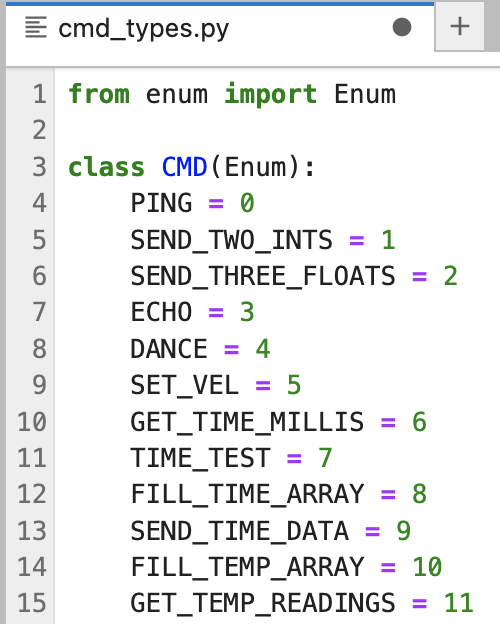 cmd_types.py
1 from enum import Enum
2
3 class CMD(Enum):
4     PING = 0
5     SEND_TWO_INTS = 1
6     SEND_THREE_FLOATS = 2
7     ECHO = 3
8     DANCE = 4
9     SET_VEL = 5
10     GET_TIME_MILLIS = 6
11     TIME_TEST = 7
12     FILL_TIME_ARRAY = 8
13     SEND_TIME_DATA = 9
14     FILL_TEMP_ARRAY = 10
15     GET_TEMP_READINGS = 11